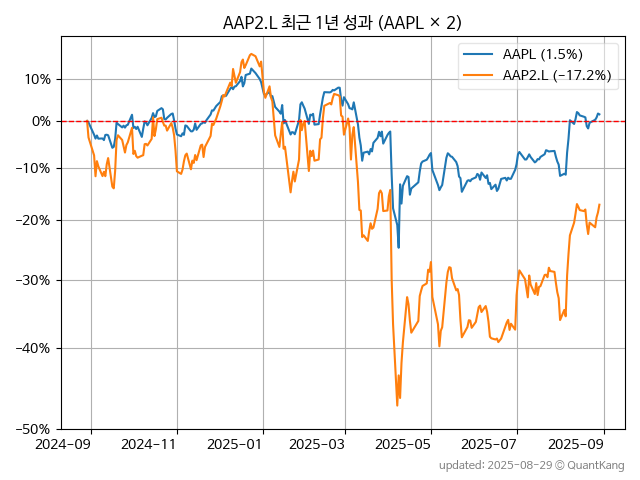 AAP2.L 최근 1년 성과 (AAPL × 2)
AAPL (1.5%)
AAP2.L (−17.2%)
10%
0%
−10%
−20%
−30%
−40%
−50%
2024-09 2024-11 2025-01 2025-03 2025-05 2025-07 2025-09
updated: 2025-08-29 © QuantKang